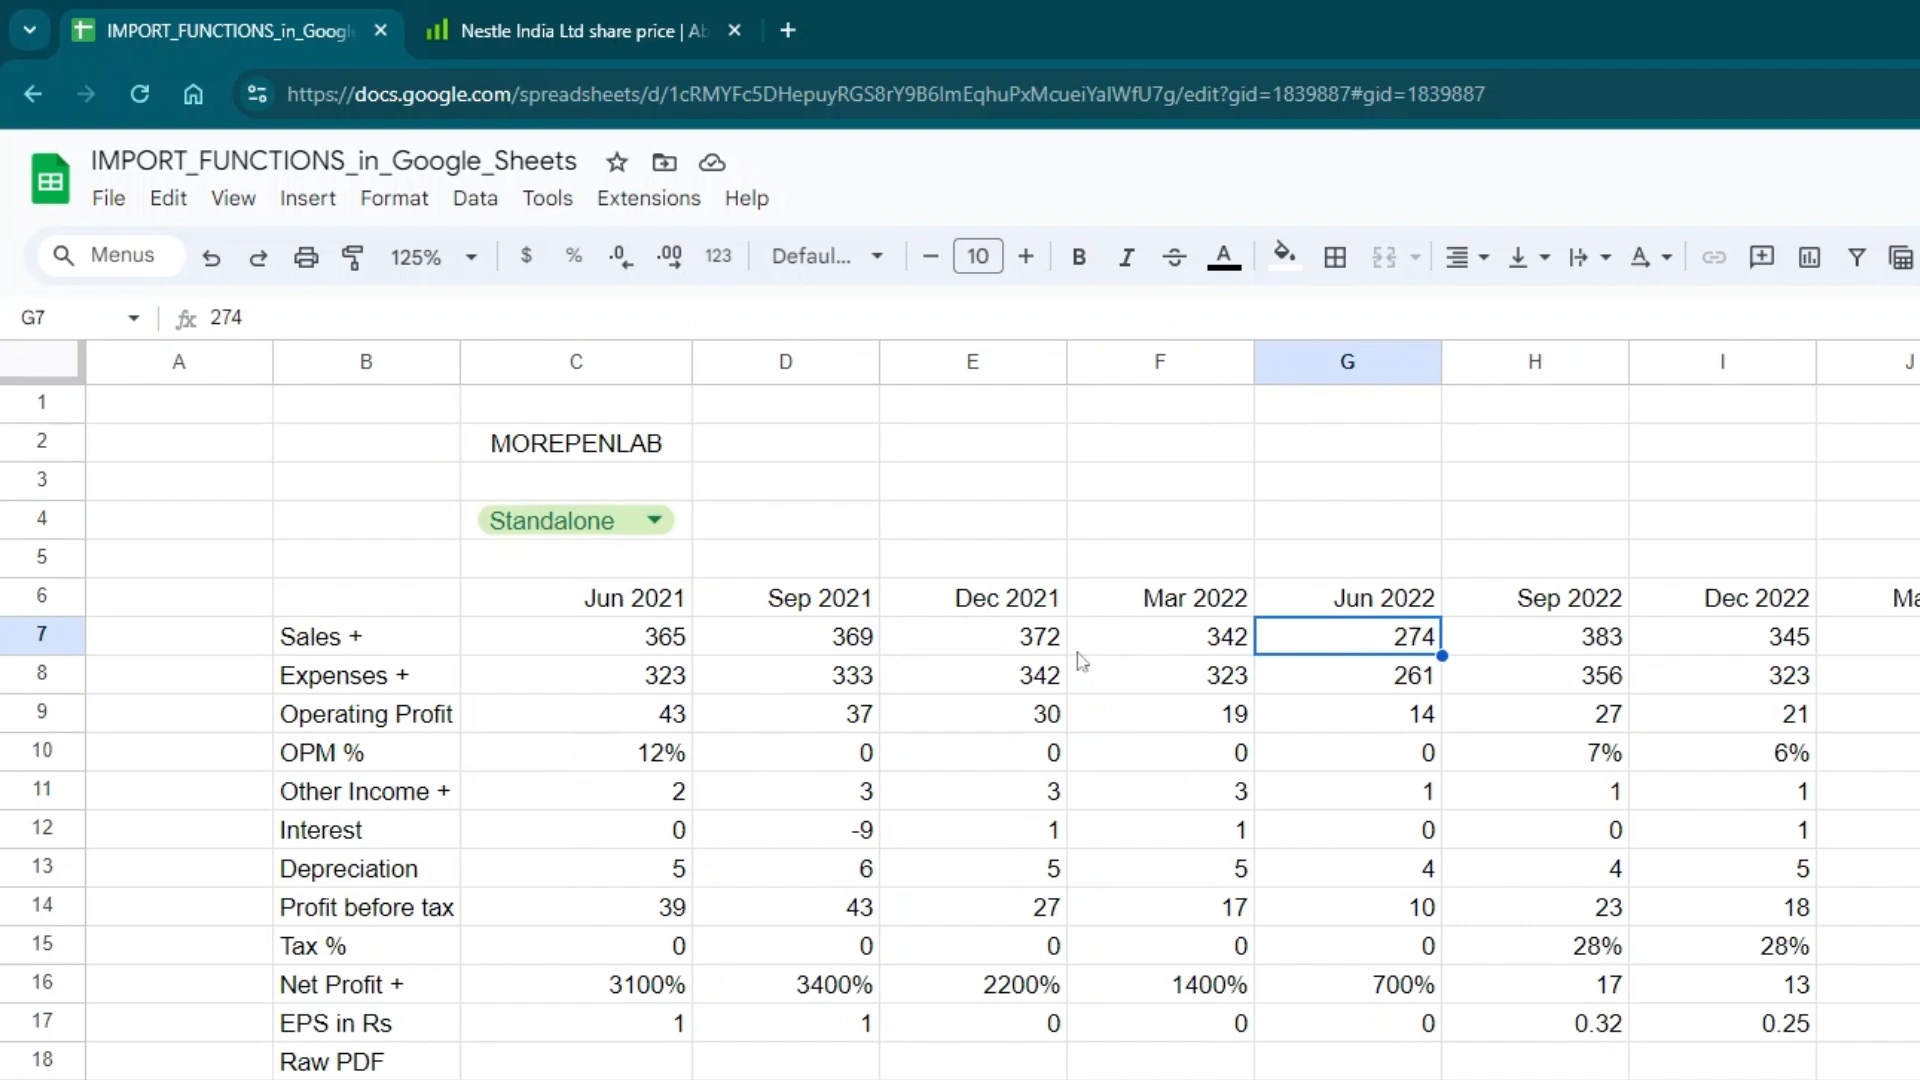 IMPORT_FUNCTIONS_in_Googl
Nestle India Ltd share price | Ab
https://docs.google.com/spreadsheets/d/1cRMYFc5DHepuyRGS8rY9B6ImEqhuPxMcueiYaIWfU7g/edit?gid=1839887#gid=1839887
IMPORT_FUNCTIONS_in_Google_Sheets
File Edit View Insert Format Data Tools Extensions Help
Menus 125% $ % .0 .00 123 Defaul... 10 B I A A
G7 fx 274
A B C D E F G H I J
1
2 MOREPENLAB
3
4 Standalone
5
6 Jun 2021 Sep 2021 Dec 2021 Mar 2022 Jun 2022 Sep 2022 Dec 2022 Ma
7 Sales + 365 369 372 342 274 383 345
8 Expenses + 323 333 342 323 261 356 323
9 Operating Profit 43 37 30 19 14 27 21
10 OPM % 12% 0 0 0 0 7% 6%
11 Other Income + 2 3 3 3 1 1 1
12 Interest 0 -9 1 1 0 0 1
13 Depreciation 5 6 5 5 4 4 5
14 Profit before tax 39 43 27 17 10 23 18
15 Tax % 0 0 0 0 0 28% 28%
16 Net Profit + 3100% 3400% 2200% 1400% 700% 17 13
17 EPS in Rs 1 1 0 0 0 0.32 0.25
18 Raw PDF